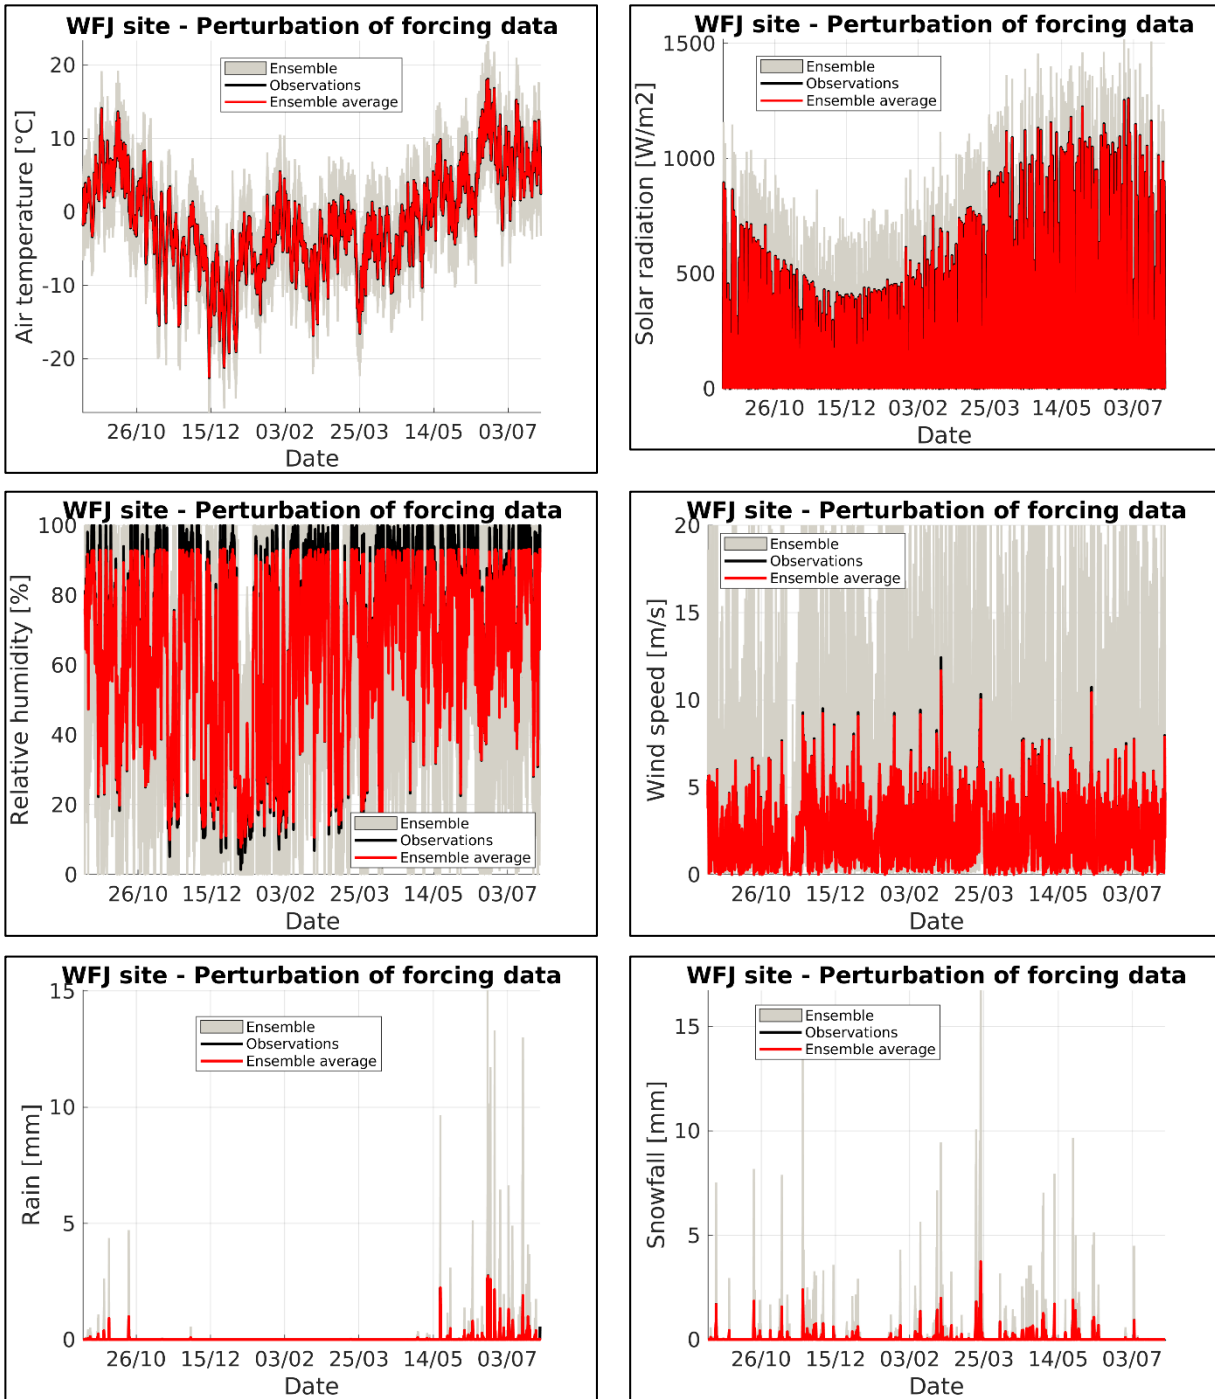 WFJ site - Perturbation of forcing data
Ensemble
Observations
Ensemble average
Air temperature [°C]
20
10
0
-10
-20
26/10 15/12 03/02 25/03 14/05 03/07
Date
WFJ site - Perturbation of forcing data
Ensemble
Observations
Ensemble average
Solar radiation [W/m2]
1500
1000
500
0
26/10 15/12 03/02 25/03 14/05 03/07
Date
WFJ site - Perturbation of forcing data
Relative humidity [%]
100
80
60
40
20
0
Ensemble
Observations
Ensemble average
26/10 15/12 03/02 25/03 14/05 03/07
Date
WFJ site - Perturbation of forcing data
Ensemble
Observations
Ensemble average
Wind speed [m/s]
20
15
10
5
0
26/10 15/12 03/02 25/03 14/05 03/07
Date
WFJ site - Perturbation of forcing data
Ensemble
Observations
Ensemble average
Rain [mm]
15
10
5
0
26/10 15/12 03/02 25/03 14/05 03/07
Date
WFJ site - Perturbation of forcing data
Ensemble
Observations
Ensemble average
Snowfall [mm]
15
10
5
0
26/10 15/12 03/02 25/03 14/05 03/07
Date